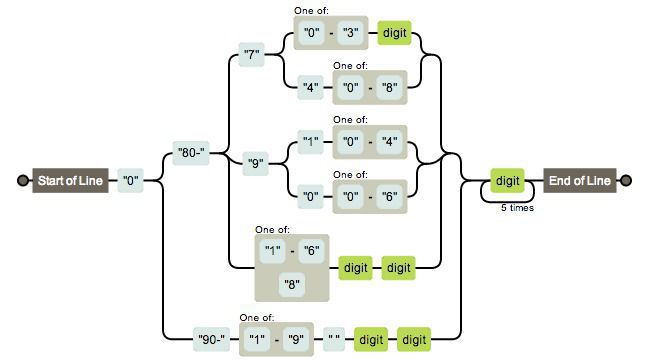 One of:
"0" - "3" digit
"7"
One of:
"4" "0" - "8"
One of:
"1" "0" - "4"
"80-" "9"
Start of Line "0" digit End of Line
One of:
"0" "0" - "6"
5 times
One of:
"1" - "6"
digit digit
"8"
One of:
"90-" "1" - "9" " " digit digit